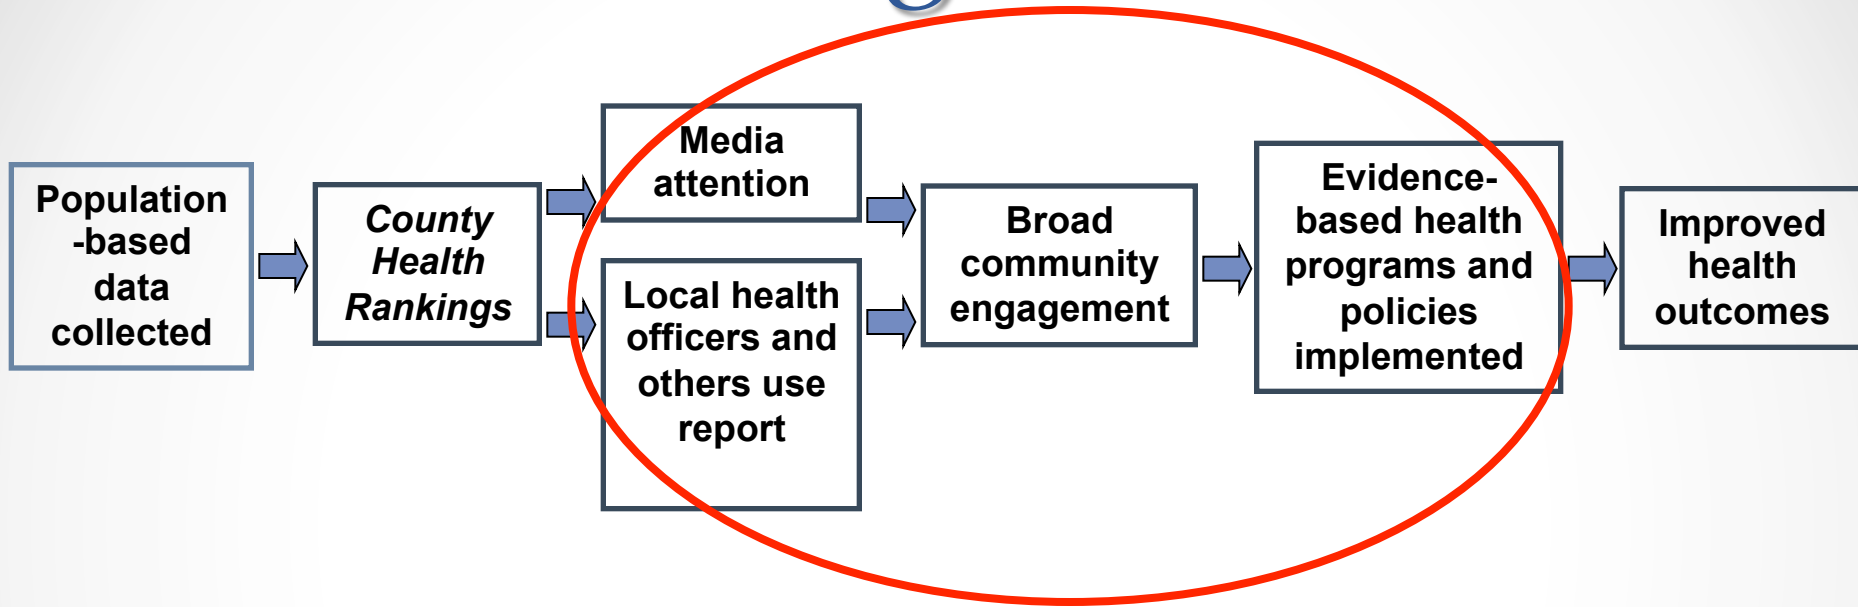 Population
-based
data
collected
County
Health
Rankings
Media
attention
Local health
officers and
others use
report
Broad
community
engagement
Evidence-
based health
programs and
policies
implemented
Improved
health
outcomes